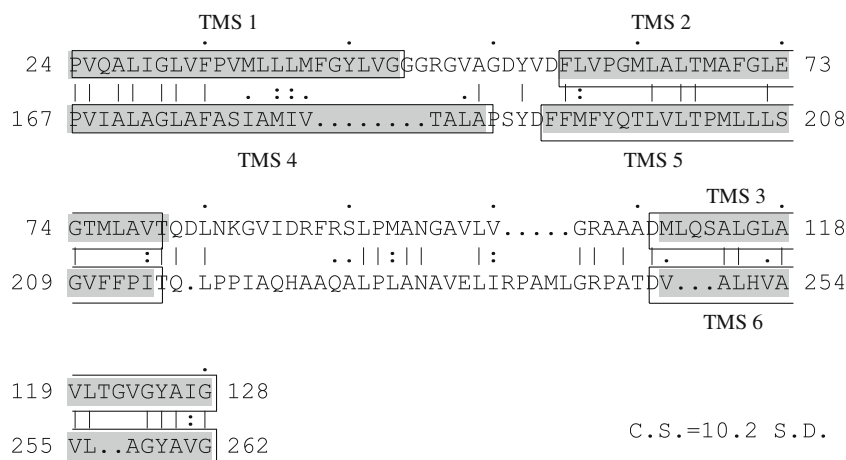 TMS 1 TMS 2
24 PVQALIGLVFPVMLLLMFGYLVGGGRGVAGDYVDFLVPGMLALTMAFGLE 73
167 PVIALAGLAFASIAMIV........TALAPSYDFFMFYQTLVLTPMLLLS 208
TMS 4 TMS 5
TMS 3
74 GTMLAVTQDLNKGVIDRFRSLPMANGAVLV.....GRAAADMLQSALGLA 118
209 GVFFPITQ.LPPIAQHAAQALPLANAVELIRPAMLGRPATDV...ALHVA 254
TMS 6
119 VLTGVGYAIG 128
255 VL..AGYAVG 262
C.S.=10.2 S.D.